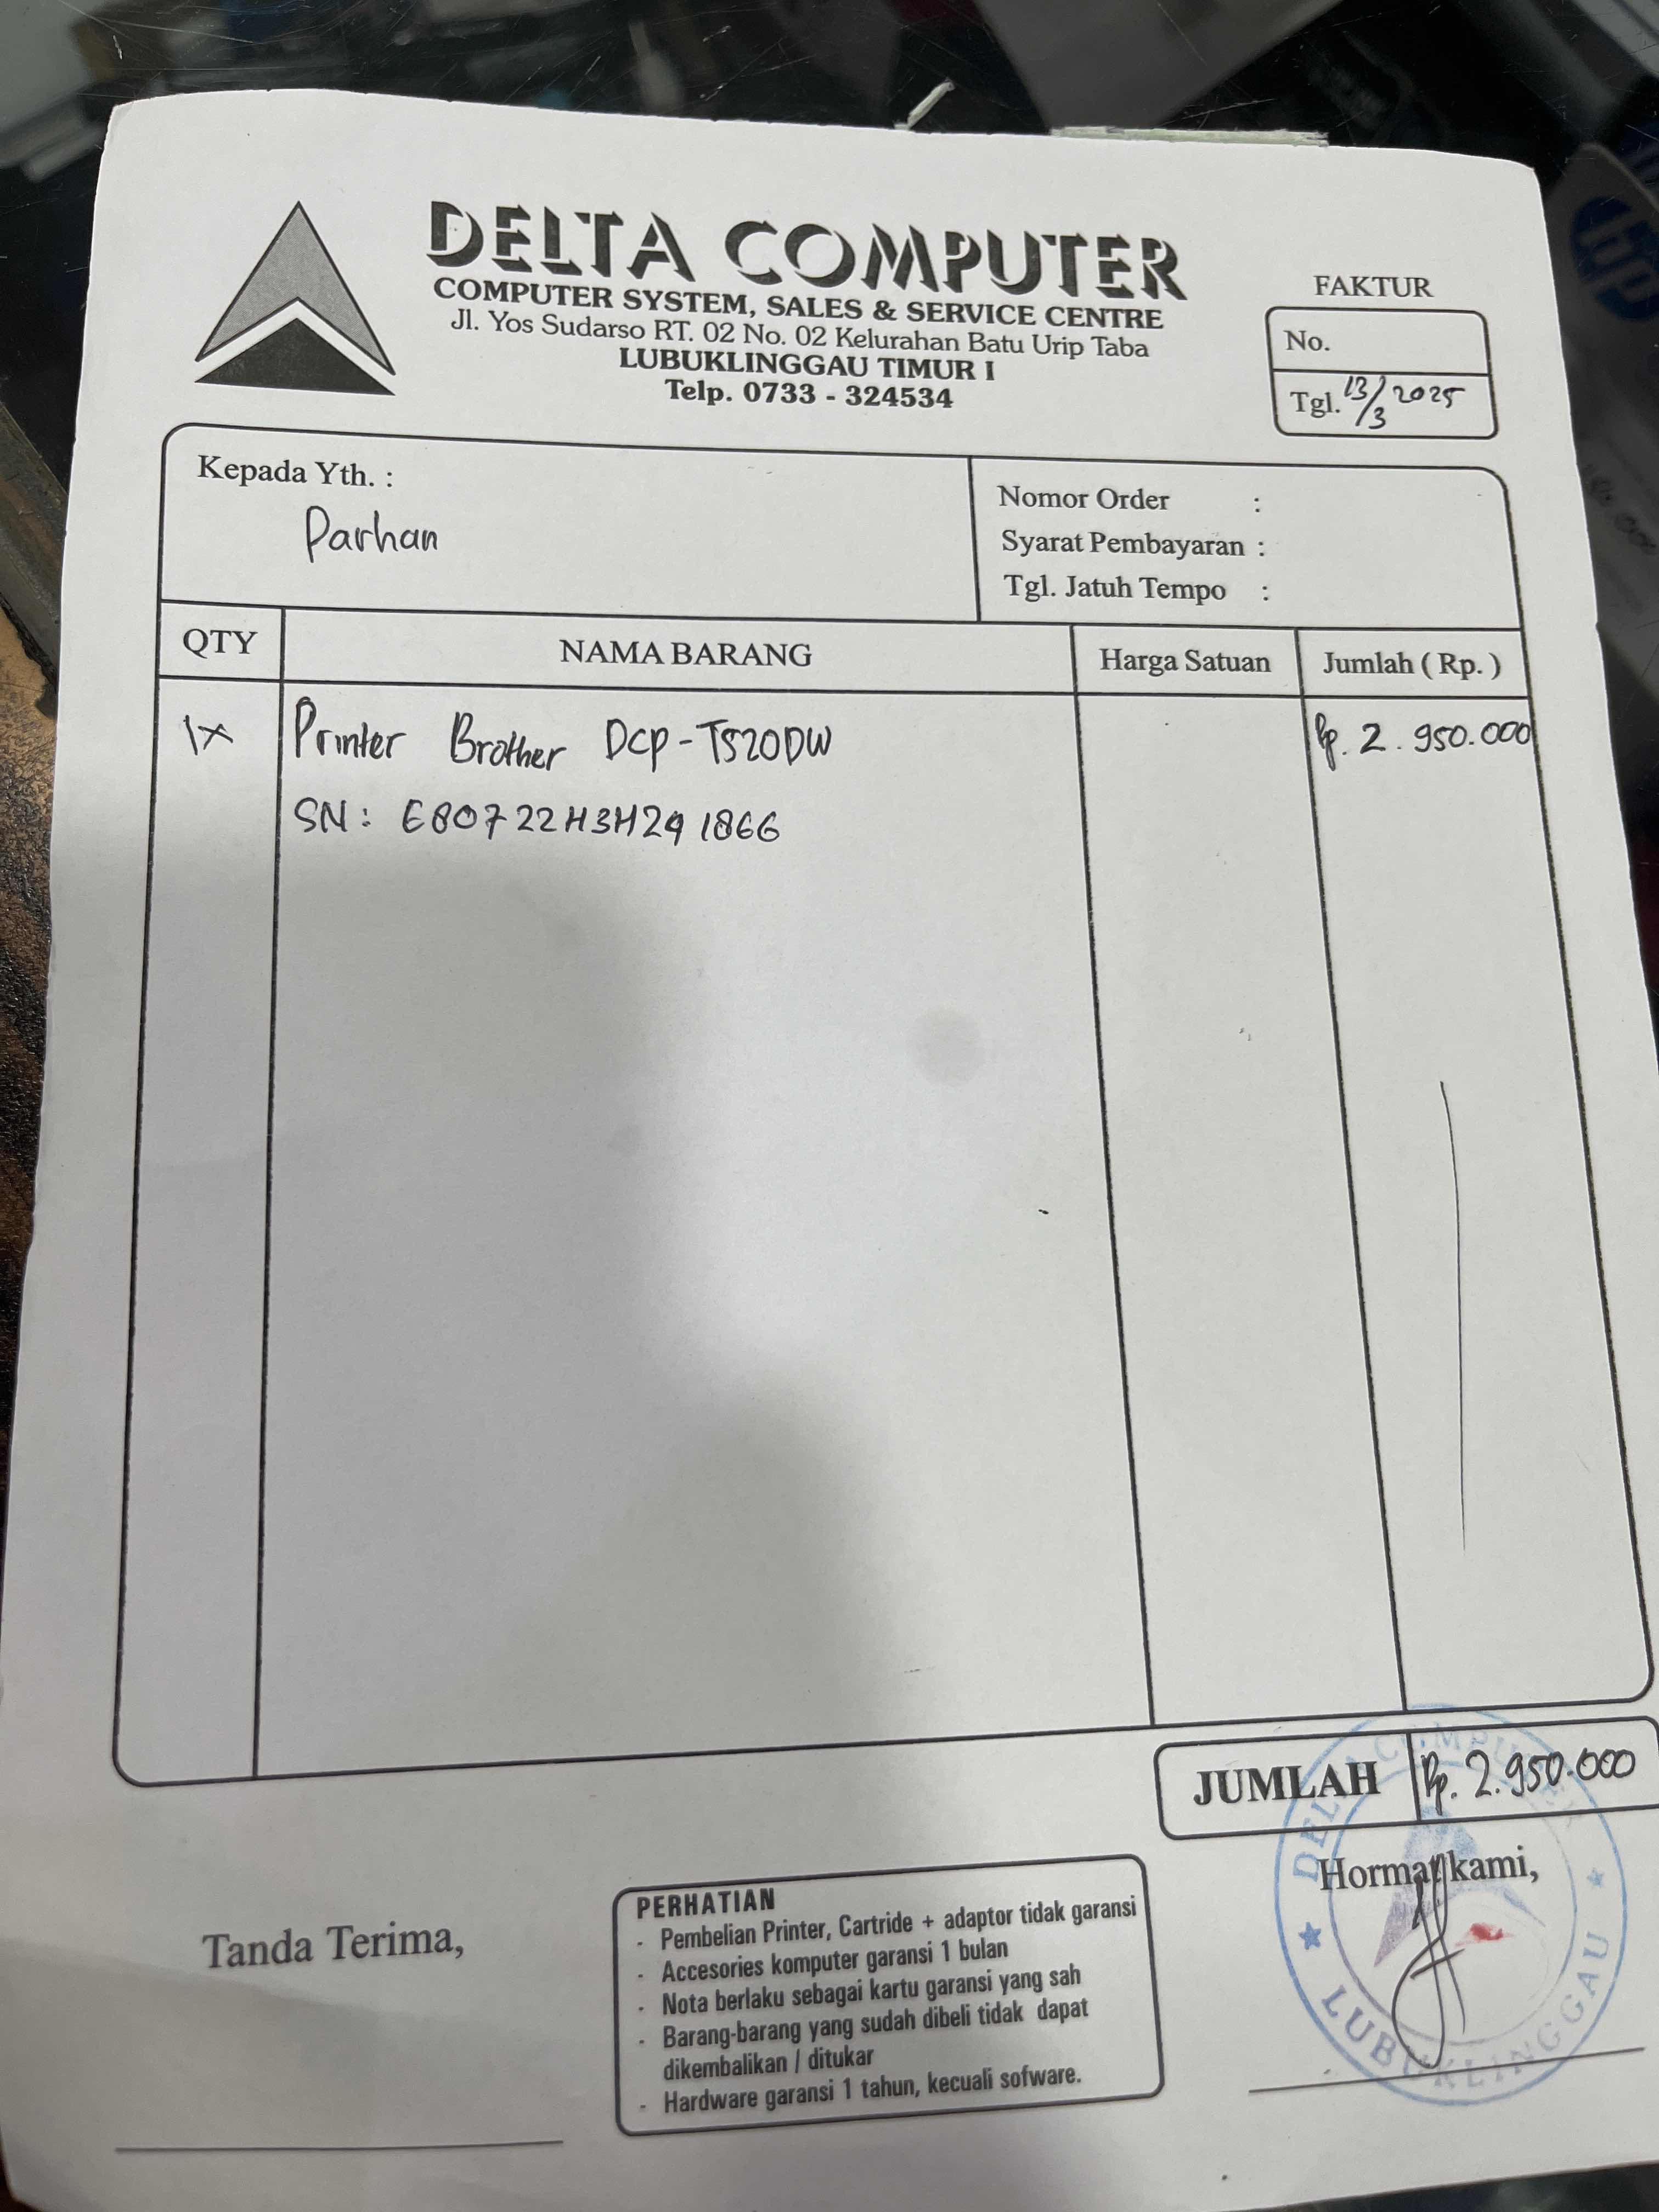 DELTA COMPUTER
COMPUTER SYSTEM, SALES & SERVICE CENTRE
Jl. Yos Sudarso RT. 02 No. 02 Kelurahan Batu Urip Taba
LUBUKLINGGAU TIMUR I
Telp. 0733 - 324534
FAKTUR
No.
Tgl. 13/3 2025
Kepada Yth. :
Parhan
Nomor Order :
Syarat Pembayaran :
Tgl. Jatuh Tempo :
QTY NAMA BARANG Harga Satuan Jumlah ( Rp. )
1x Printer Brother DCP-T520DW Rp. 2.950.000
SN: E80722H3H241866
JUMLAH Rp. 2.950.000
Hormat kami,
DELTA COMPUTER
LUBUKLINGGAU
Tanda Terima,
PERHATIAN
- Pembelian Printer, Cartride + adaptor tidak garansi
- Accesories komputer garansi 1 bulan
- Nota berlaku sebagai kartu garansi yang sah
- Barang-barang yang sudah dibeli tidak dapat
dikembalikan / ditukar
- Hardware garansi 1 tahun, kecuali sofware.
hp